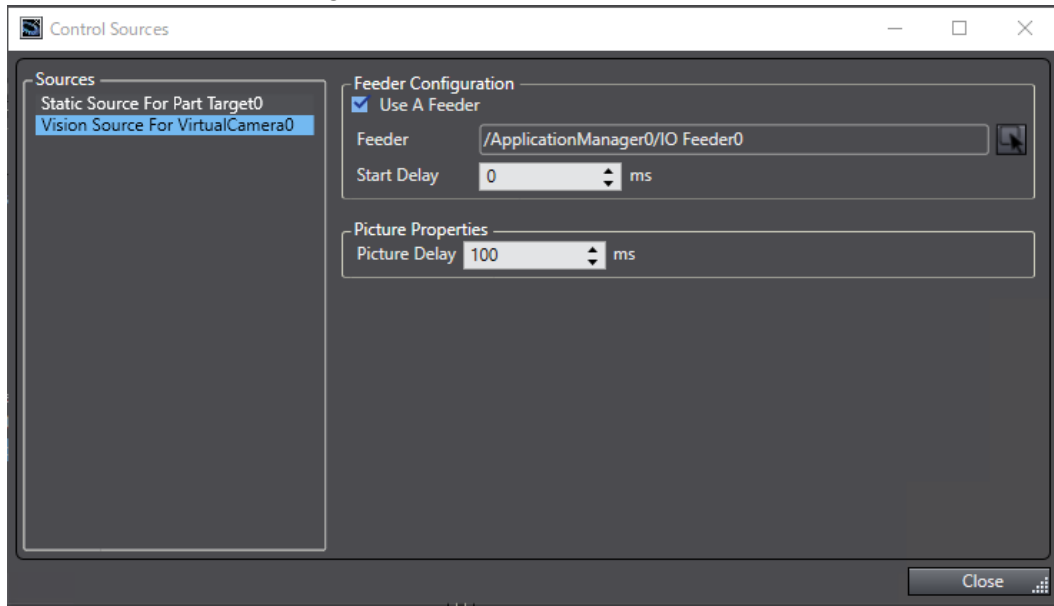 Control Sources
Sources
Static Source For Part Target0
Vision Source For VirtualCamera0
Feeder Configuration
Use A Feeder
Feeder /ApplicationManager0/IO Feeder0
Start Delay 0 ms
Picture Properties
Picture Delay 100 ms
Close